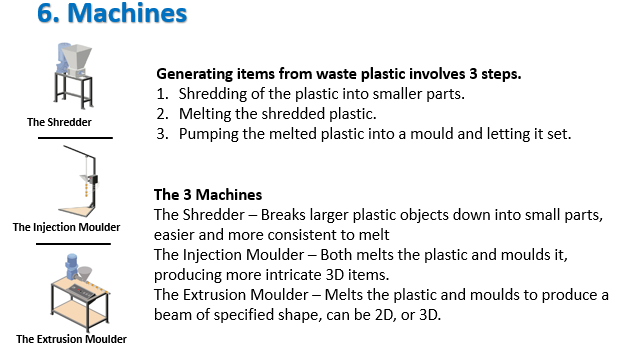 6. Machines
The Shredder
The Injection Moulder
The Extrusion Moulder
Generating items from waste plastic involves 3 steps.
1. Shredding of the plastic into smaller parts.
2. Melting the shredded plastic.
3. Pumping the melted plastic into a mould and letting it set.
The 3 Machines
The Shredder – Breaks larger plastic objects down into small parts,
easier and more consistent to melt
The Injection Moulder – Both melts the plastic and moulds it,
producing more intricate 3D items.
The Extrusion Moulder – Melts the plastic and moulds to produce a
beam of specified shape, can be 2D, or 3D.